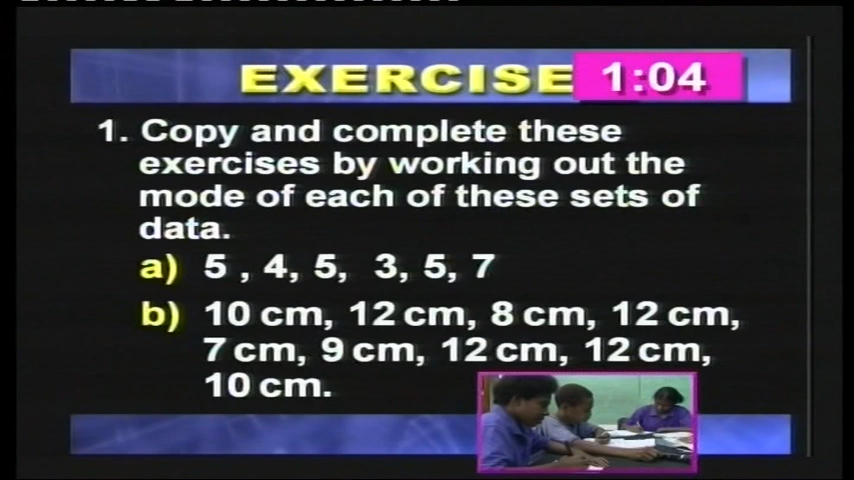 EXERCISE 1:04
1. Copy and complete these
exercises by working out the
mode of each of these sets of
data.
a) 5 , 4, 5, 3, 5, 7
b) 10 cm, 12 cm, 8 cm, 12 cm,
7 cm, 9 cm, 12 cm, 12 cm,
10 cm.